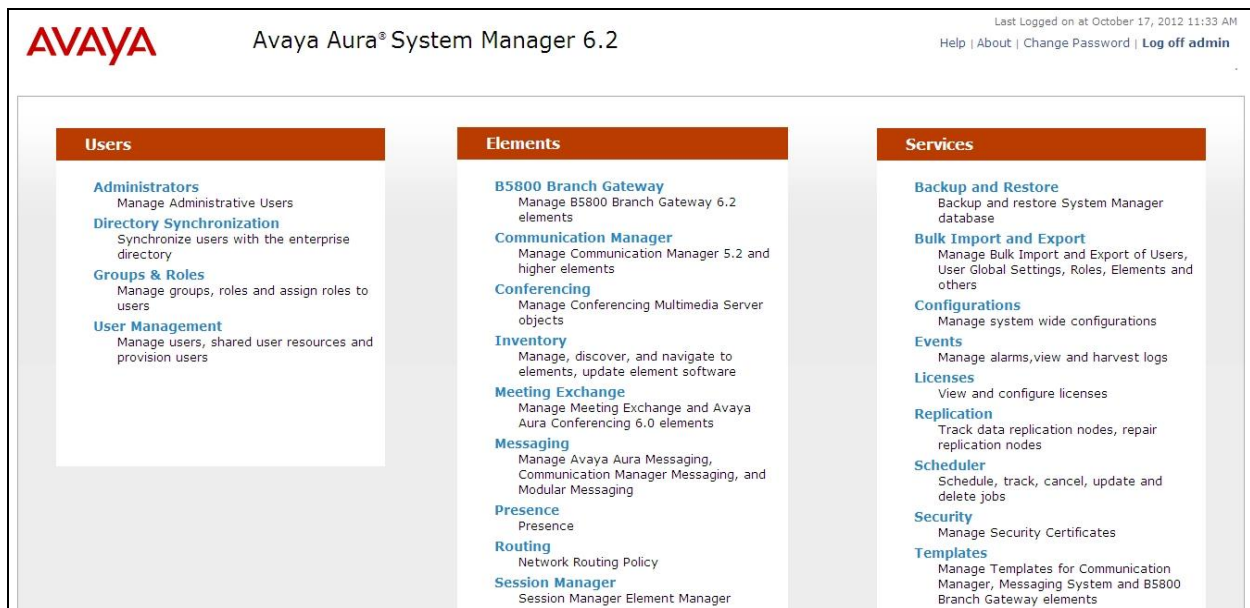 AVAYA
Avaya Aura® System Manager 6.2
Last Logged on at October 17, 2012 11:33 AM
Help | About | Change Password | Log off admin
Users
Administrators
Manage Administrative Users
Directory Synchronization
Synchronize users with the enterprise
directory
Groups & Roles
Manage groups, roles and assign roles to
users
User Management
Manage users, shared user resources and
provision users
Elements
B5800 Branch Gateway
Manage B5800 Branch Gateway 6.2
elements
Communication Manager
Manage Communication Manager 5.2 and
higher elements
Conferencing
Manage Conferencing Multimedia Server
objects
Inventory
Manage, discover, and navigate to
elements, update element software
Meeting Exchange
Manage Meeting Exchange and Avaya
Aura Conferencing 6.0 elements
Messaging
Manage Avaya Aura Messaging,
Communication Manager Messaging, and
Modular Messaging
Presence
Presence
Routing
Network Routing Policy
Session Manager
Session Manager Element Manager
Services
Backup and Restore
Backup and restore System Manager
database
Bulk Import and Export
Manage Bulk Import and Export of Users,
User Global Settings, Roles, Elements and
others
Configurations
Manage system wide configurations
Events
Manage alarms,view and harvest logs
Licenses
View and configure licenses
Replication
Track data replication nodes, repair
replication nodes
Scheduler
Schedule, track, cancel, update and
delete jobs
Security
Manage Security Certificates
Templates
Manage Templates for Communication
Manager, Messaging System and B5800
Branch Gateway elements